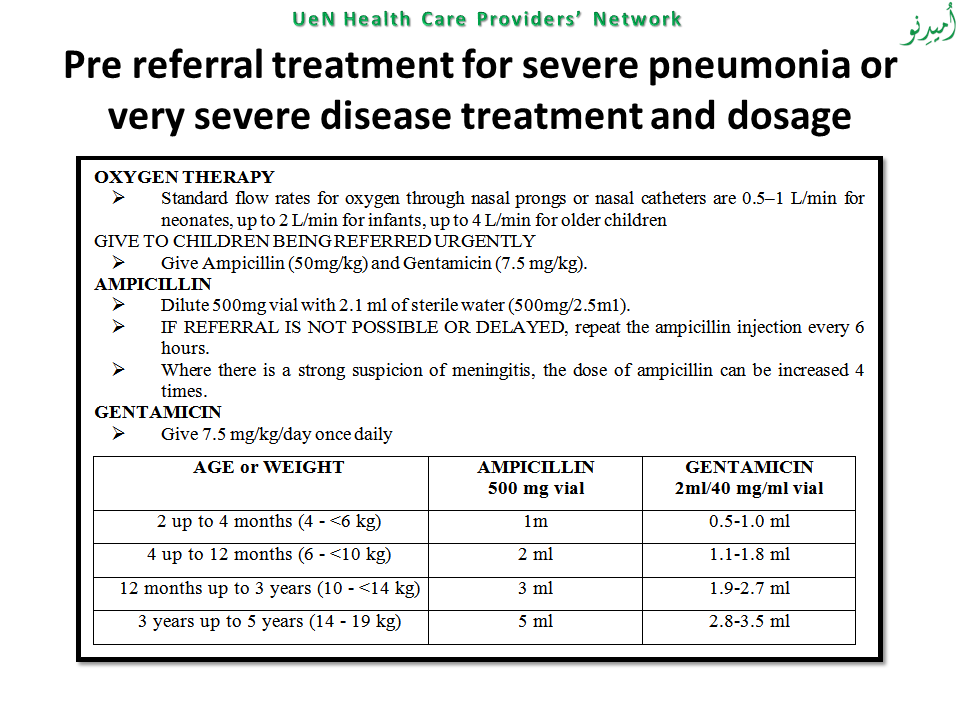 UeN Health Care Providers’ Network
اُمیدِنو
Pre referral treatment for severe pneumonia or
very severe disease treatment and dosage
OXYGEN THERAPY
➢ Standard flow rates for oxygen through nasal prongs or nasal catheters are 0.5–1 L/min for
neonates, up to 2 L/min for infants, up to 4 L/min for older children
GIVE TO CHILDREN BEING REFERRED URGENTLY
➢ Give Ampicillin (50mg/kg) and Gentamicin (7.5 mg/kg).
AMPICILLIN
➢ Dilute 500mg vial with 2.1 ml of sterile water (500mg/2.5m1).
➢ IF REFERRAL IS NOT POSSIBLE OR DELAYED, repeat the ampicillin injection every 6
hours.
➢ Where there is a strong suspicion of meningitis, the dose of ampicillin can be increased 4
times.
GENTAMICIN
➢ Give 7.5 mg/kg/day once daily
AGE or WEIGHT AMPICILLIN GENTAMICIN
500 mg vial 2ml/40 mg/ml vial
2 up to 4 months (4 - <6 kg) 1m 0.5-1.0 ml
4 up to 12 months (6 - <10 kg) 2 ml 1.1-1.8 ml
12 months up to 3 years (10 - <14 kg) 3 ml 1.9-2.7 ml
3 years up to 5 years (14 - 19 kg) 5 ml 2.8-3.5 ml